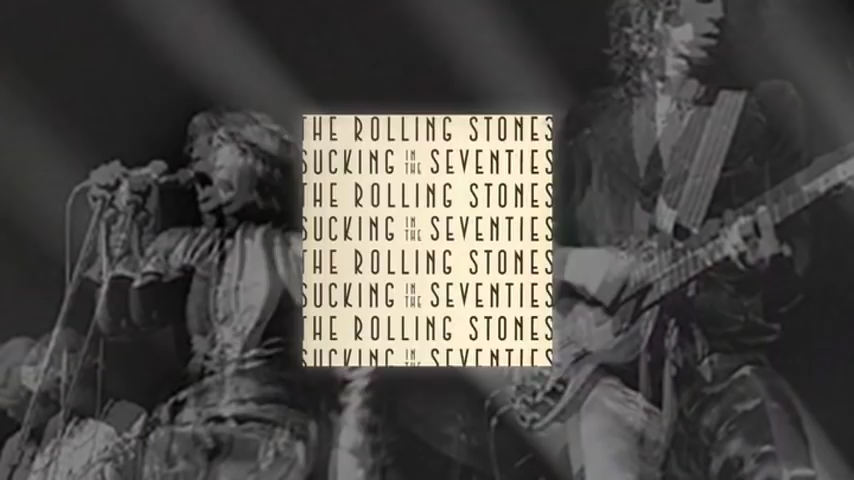 THE ROLLING STONES
SUCKING IN THE SEVENTIES
THE ROLLING STONES
SUCKING IN THE SEVENTIES
THE ROLLING STONES
SUCKING IN THE SEVENTIES
THE ROLLING STONES
SUCKING IN THE SEVENTIES